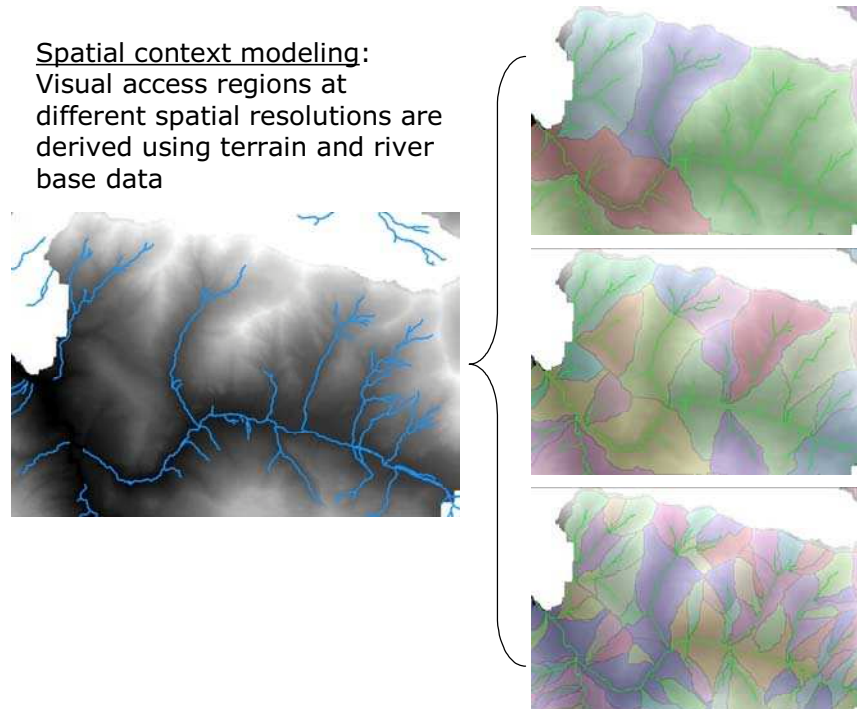 Spatial context modeling:
Visual access regions at
different spatial resolutions are
derived using terrain and river
base data